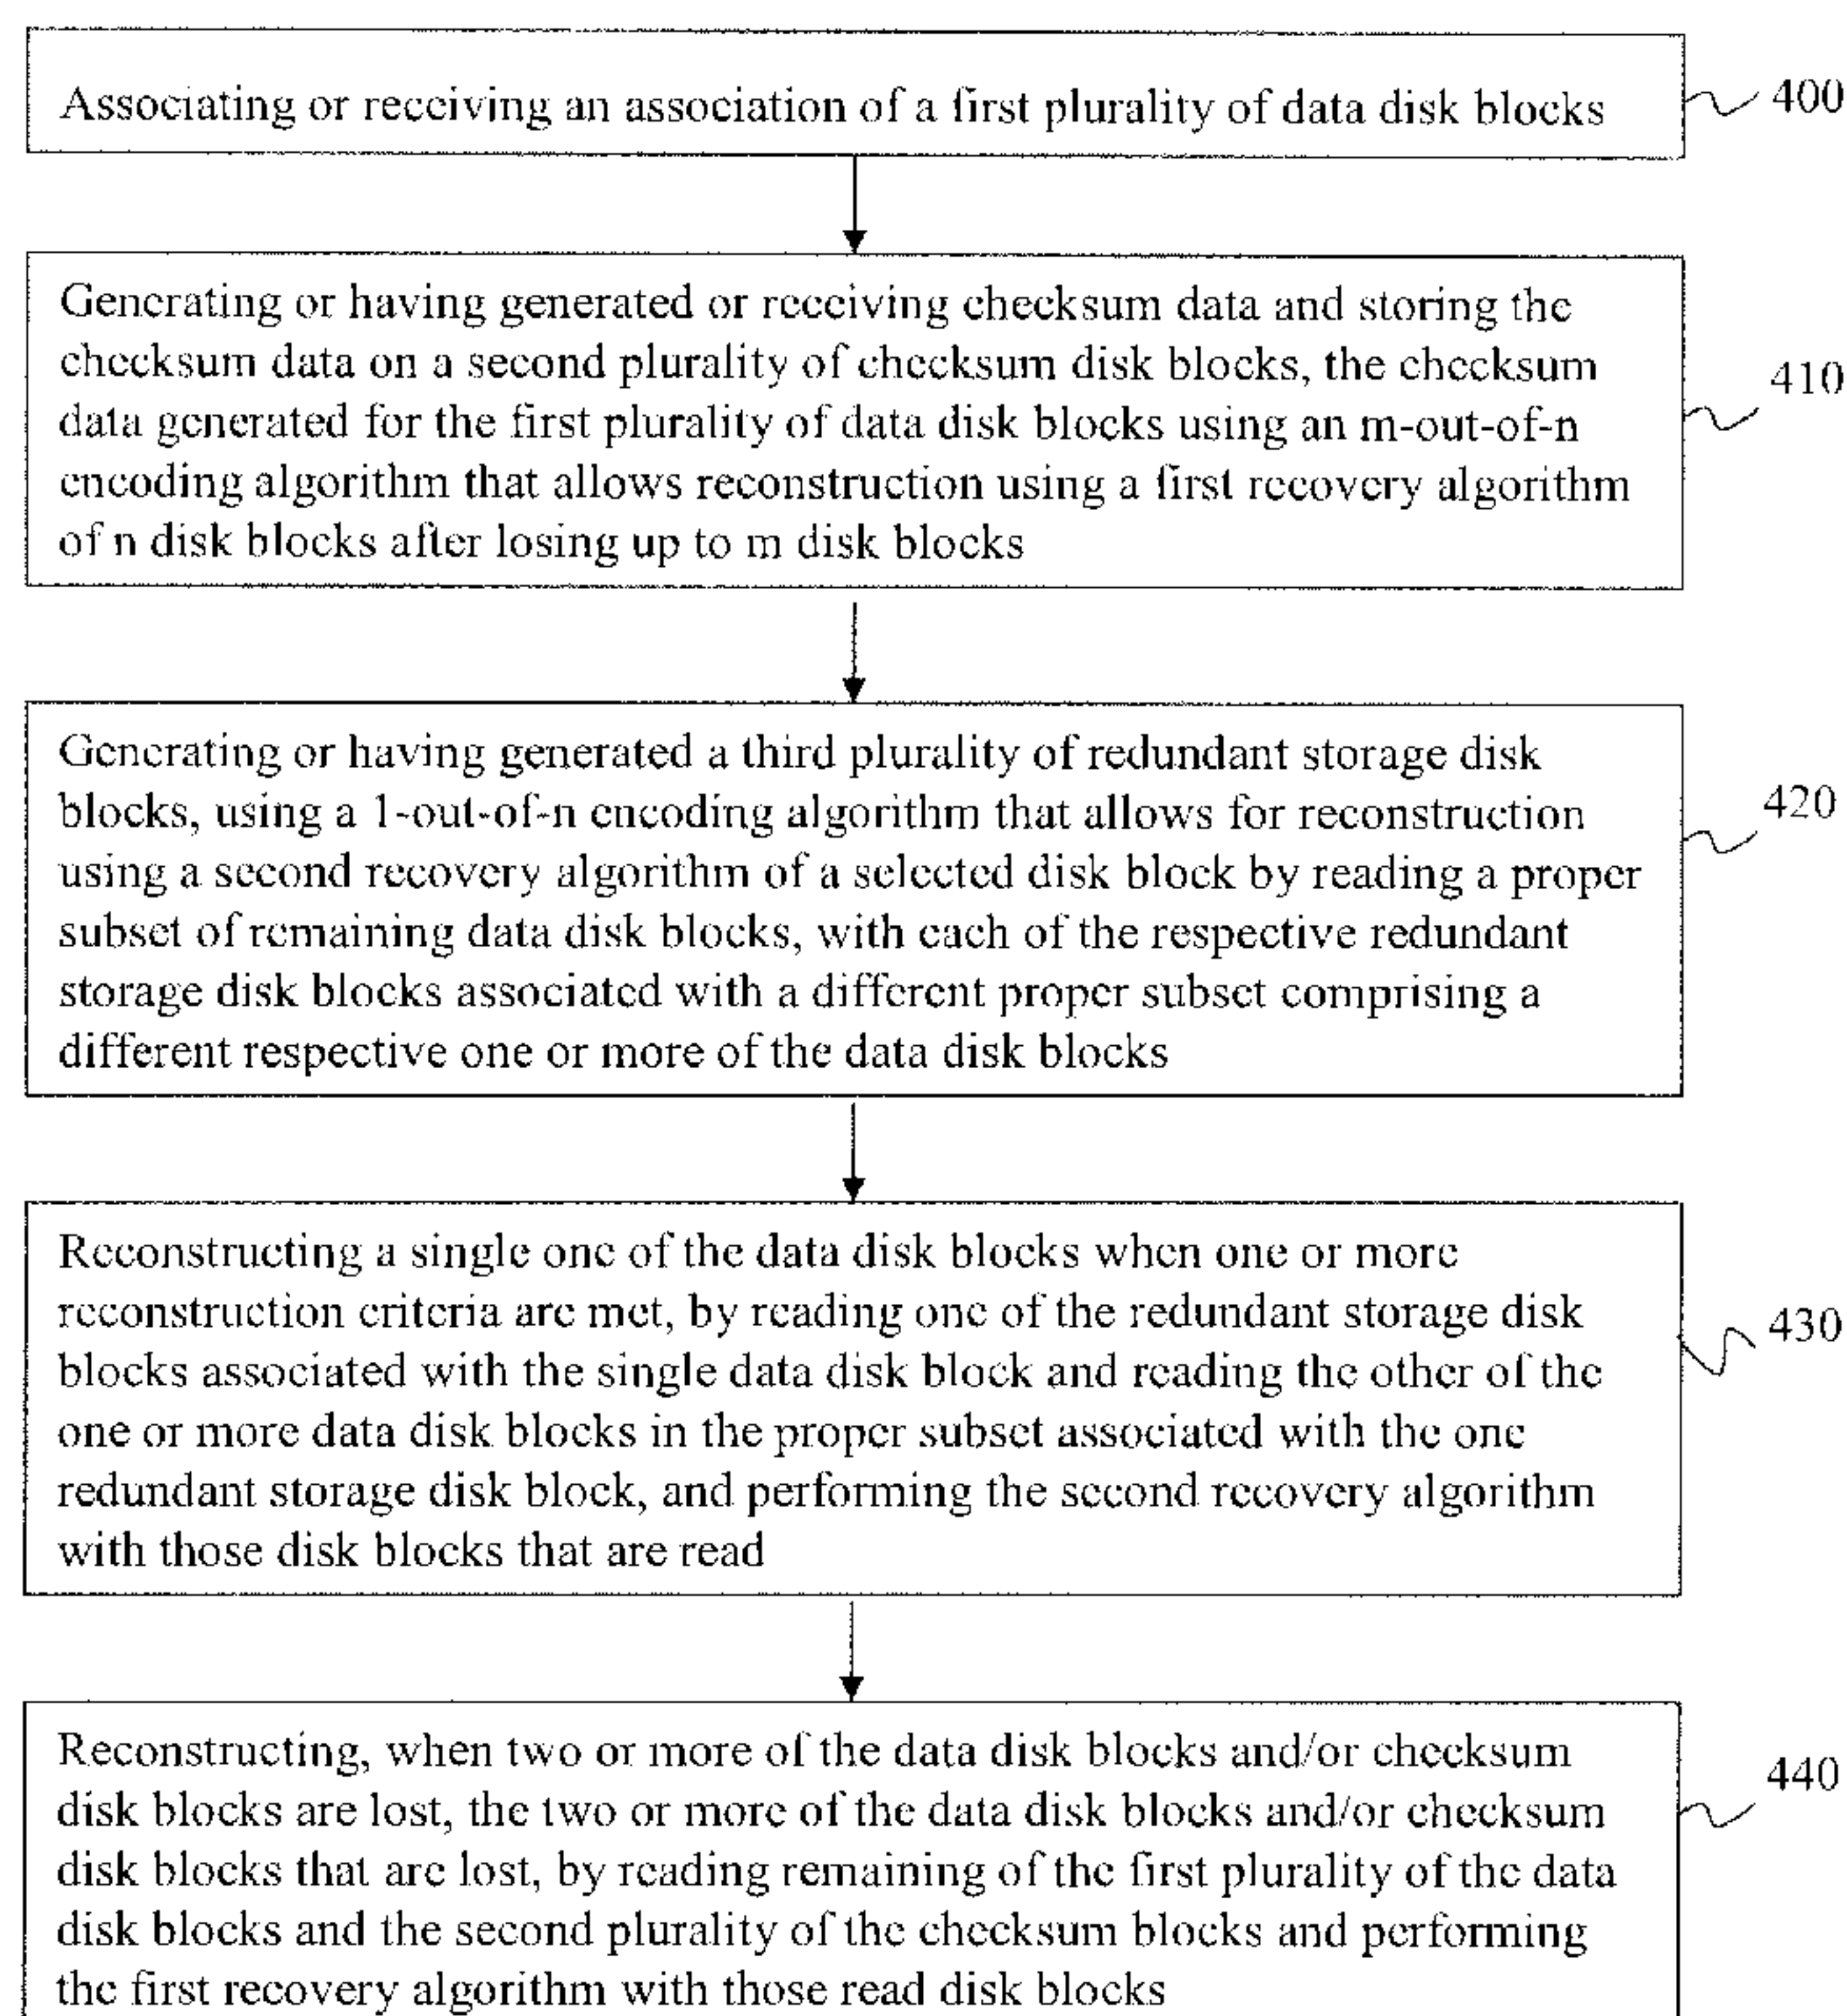 Associating or receiving an association of a first plurality of data disk blocks
400
Generating or having generated or receiving checksum data and storing the
checksum data on a second plurality of checksum disk blocks, the checksum
data generated for the first plurality of data disk blocks using an m-out-of-n
encoding algorithm that allows reconstruction using a first recovery algorithm
of n disk blocks after losing up to m disk blocks
410
Generating or having generated a third plurality of redundant storage disk
blocks, using a 1-out-of-n encoding algorithm that allows for reconstruction
using a second recovery algorithm of a selected disk block by reading a proper
subset of remaining data disk blocks, with each of the respective redundant
storage disk blocks associated with a different proper subset comprising a
different respective one or more of the data disk blocks
420
Reconstructing a single one of the data disk blocks when one or more
reconstruction criteria are met, by reading one of the redundant storage disk
blocks associated with the single data disk block and reading the other of the
one or more data disk blocks in the proper subset associated with the one
redundant storage disk block, and performing the second recovery algorithm
with those disk blocks that are read
430
Reconstructing, when two or more of the data disk blocks and/or checksum
disk blocks are lost, the two or more of the data disk blocks and/or checksum
disk blocks that are lost, by reading remaining of the first plurality of the data
disk blocks and the second plurality of the checksum blocks and performing
the first recovery algorithm with those read disk blocks
440